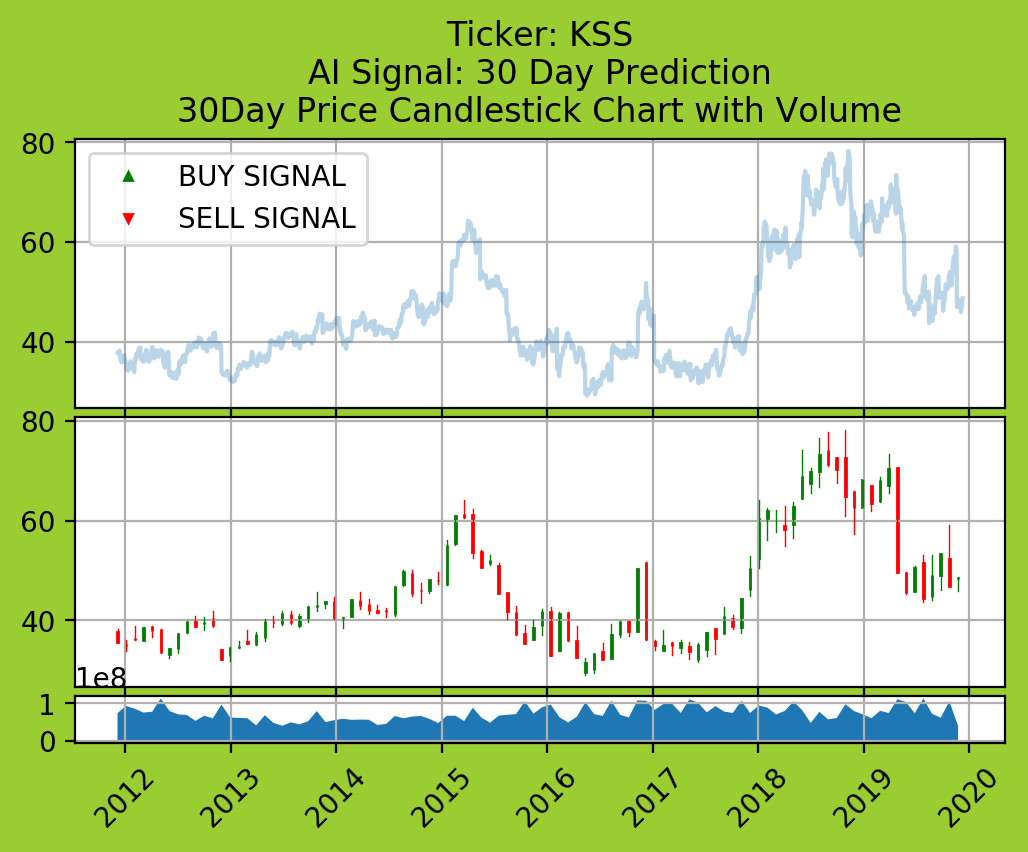 Ticker: KSS
AI Signal: 30 Day Prediction
30Day Price Candlestick Chart with Volume
80
60
40
BUY SIGNAL
SELL SIGNAL
80
60
40
1e8
1
0
2012
2013
2014
2015
2016
2017
2018
2019
2020